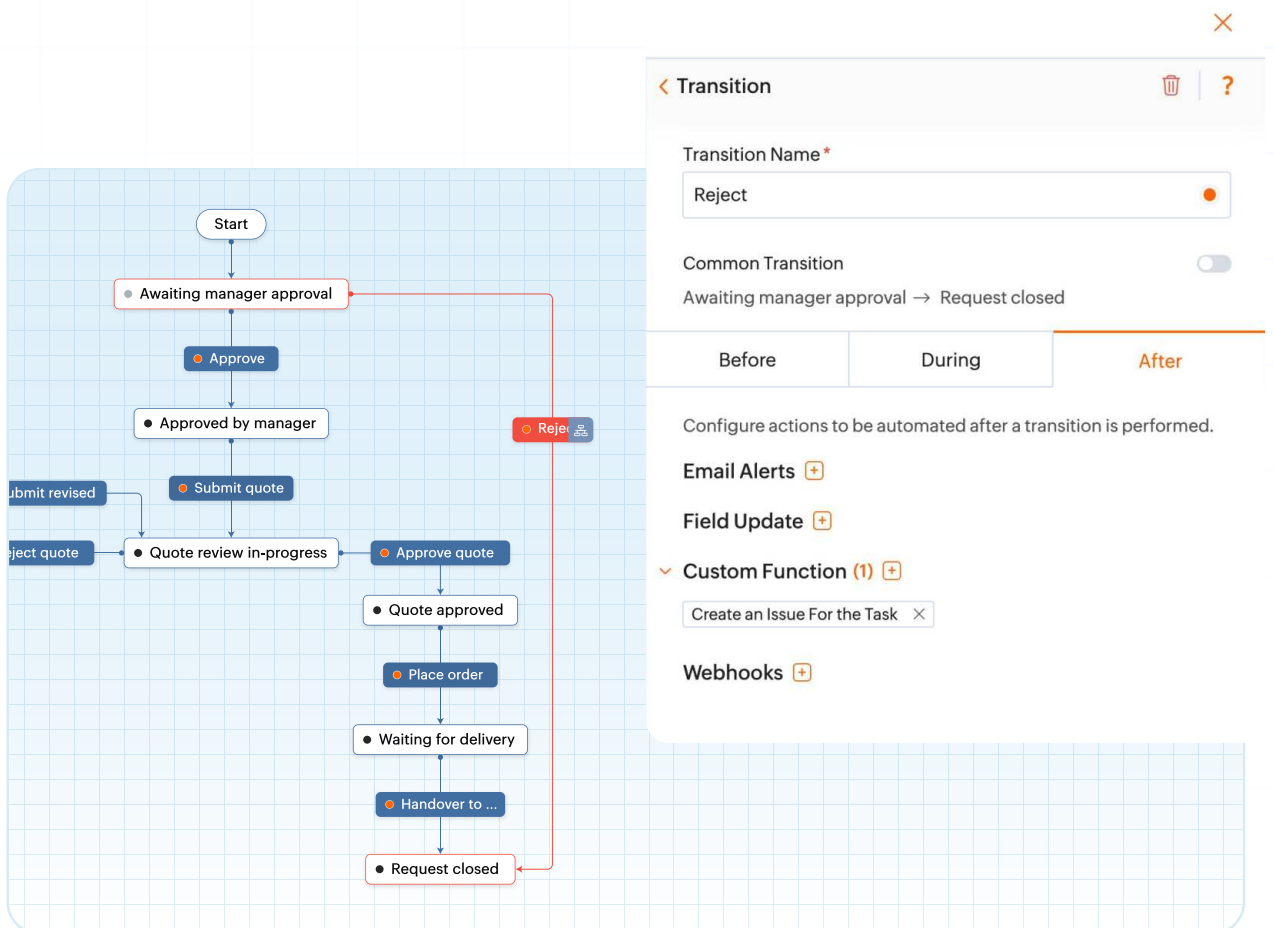 Start
Awaiting manager approval
Approve
Approved by manager
Reje
Submit quote
ubmit revised
Quote review in-progress
eject quote
Approve quote
Quote approved
Place order
Waiting for delivery
Handover to ...
Request closed
Transition
?
Transition Name*
Reject
Common Transition
Awaiting manager approval → Request closed
Before
During
After
Configure actions to be automated after a transition is performed.
Email Alerts
Field Update
Custom Function (1)
Create an Issue For the Task
Webhooks